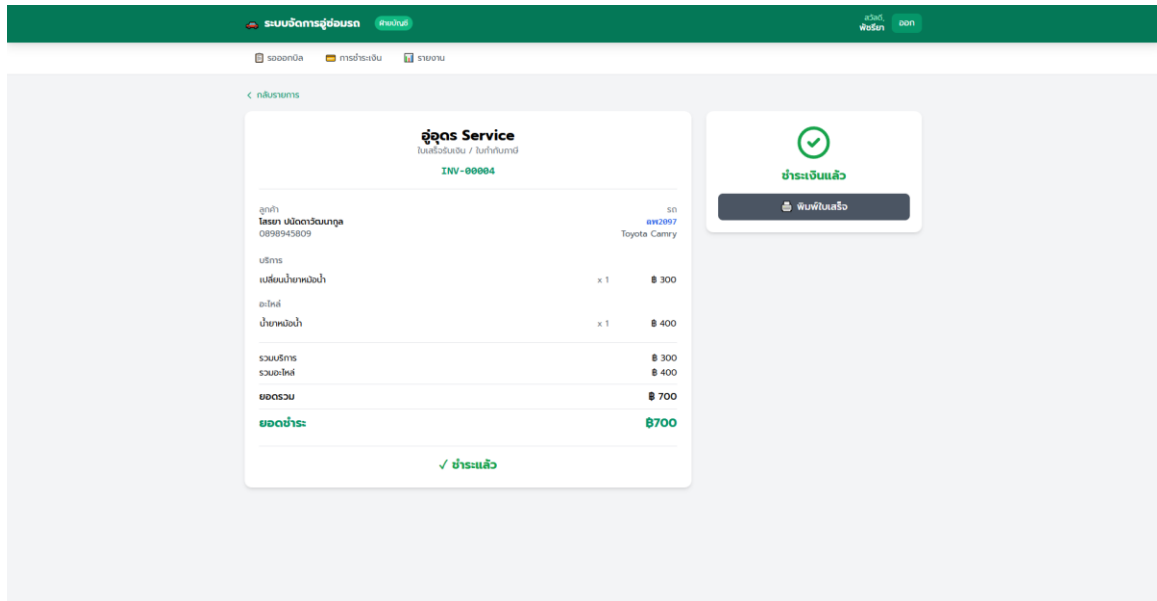 ระบบจัดการอู่ซ่อมรถ ฝ่ายบัญชี
สวัสดี,
พัชรียา ออก
รอออกบิล การชำระเงิน รายงาน
< กลับรายการ
อู่อุดร Service
ใบเสร็จรับเงิน / ใบกำกับภาษี
INV-00004
ลูกค้า
โสรยา ปนัดดาวัฒนากูล
0898945809
รถ
2097
Toyota Camry
บริการ
เปลี่ยนน้ำยาหม้อน้ำ x 1 ฿ 300
อะไหล่
น้ำยาหม้อน้ำ x 1 ฿ 400
รวมบริการ ฿ 300
รวมอะไหล่ ฿ 400
ยอดรวม ฿ 700
ยอดชำระ ฿700
✓ ชำระแล้ว
ชำระเงินแล้ว
พิมพ์ใบเสร็จ